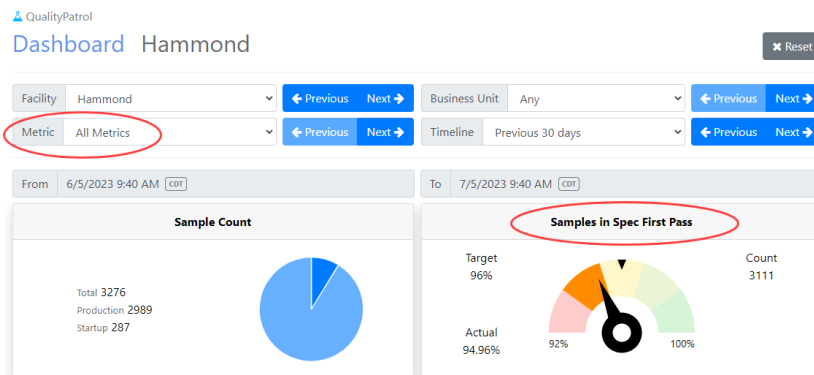 QualityPatrol
Dashboard Hammond
Reset
Facility Hammond Previous Next Business Unit Any Previous Next
Metric All Metrics Previous Next Timeline Previous 30 days Previous Next
From 6/5/2023 9:40 AM CDT To 7/5/2023 9:40 AM CDT
Sample Count
Total 3276
Production 2989
Startup 287
Samples in Spec First Pass
Target
96%
Count
3111
Actual
94.96%
92%
100%